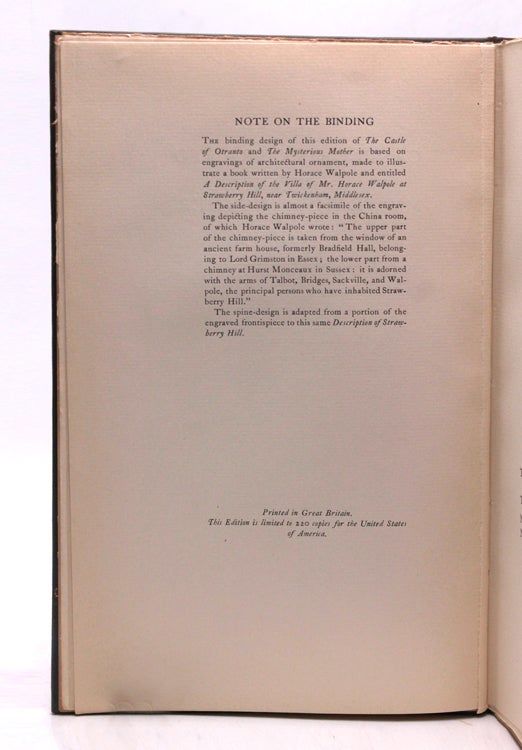 NOTE ON THE BINDING
THE binding design of this edition of The Castle
of Otranto and The Mysterious Mother is based on
engravings of architectural ornament, made to illus-
trate a book written by Horace Walpole and entitled
A Description of the Villa of Mr. Horace Walpole at
Strawberry Hill, near Twickenham, Middlesex.
The side-design is almost a facsimile of the engrav-
ing depicting the chimney-piece in the China room,
of which Horace Walpole wrote: "The upper part
of the chimney-piece is taken from the window of an
ancient farm house, formerly Bradfield Hall, belong-
ing to Lord Grimston in Essex; the lower part from a
chimney at Hurst Monceaux in Sussex: it is adorned
with the arms of Talbot, Bridges, Sackville, and Wal-
pole, the principal persons who have inhabited Straw-
berry Hill."
The spine-design is adapted from a portion of the
engraved frontispiece to this same Description of Straw-
berry Hill.
Printed in Great Britain.
This Edition is limited to 220 copies for the United States
of America.